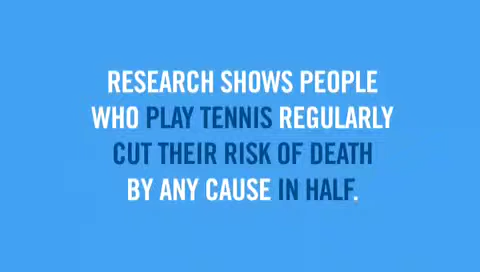 RESEARCH SHOWS PEOPLE
WHO PLAY TENNIS REGULARLY
CUT THEIR RISK OF DEATH
BY ANY CAUSE IN HALF.